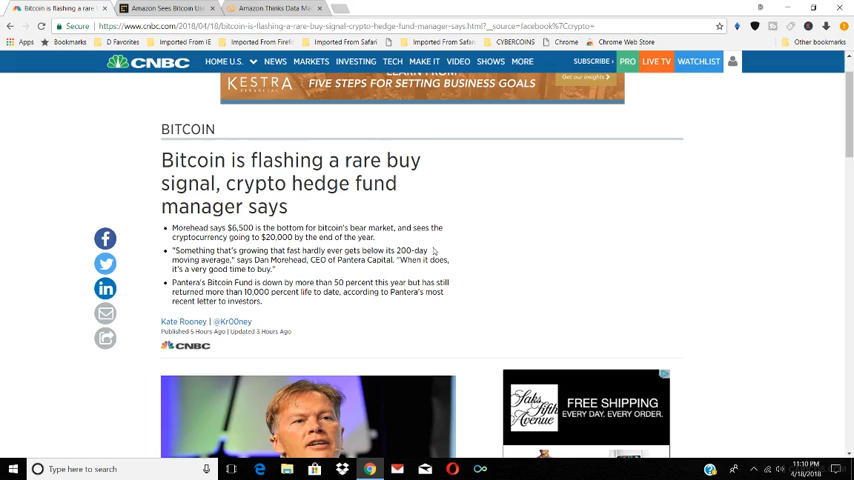 Bitcoin is flashing a rare b
Amazon Sees Bitcoin Us
Amazon Thinks Data M
Secure
https://www.cnbc.com/2018/04/18/bitcoin-is-flashing-a-rare-buy-signal-crypto-hedge-fund-manager-says.html?__source=facebook%7Ccrypto+
Apps
Bookmarks
D Favorites
Imported From IE
Imported From Firefox
Imported From Safari
Imported From Safari
CYBERCOINS
Chrome
Chrome Web Store
Other bookmarks
CNBC
HOME U.S. NEWS MARKETS INVESTING TECH MAKE IT VIDEO SHOWS MORE
SUBSCRIBE PRO LIVE TV WATCHLIST
KESTRA
FINANCIAL
LEARN FROM
FIVE STEPS FOR SETTING BUSINESS GOALS
Get our insights
BITCOIN
Bitcoin is flashing a rare buy
signal, crypto hedge fund
manager says
Morehead says $6,500 is the bottom for bitcoin's bear market, and sees the
cryptocurrency going to $20,000 by the end of the year.
"Something that's growing that fast hardly ever gets below its 200-day
moving average," says Dan Morehead, CEO of Pantera Capital. "When it does,
it's a very good time to buy."
Pantera's Bitcoin Fund is down by more than 50 percent this year but has still
returned more than 10,000 percent life to date, according to Pantera's most
recent letter to investors.
Kate Rooney | @Kr00ney
Published 5 Hours Ago | Updated 3 Hours Ago
CNBC
Saks
Fifth
Avenue
FREE SHIPPING
EVERY DAY. EVERY ORDER.
Type here to search
11:10 PM
4/18/2018